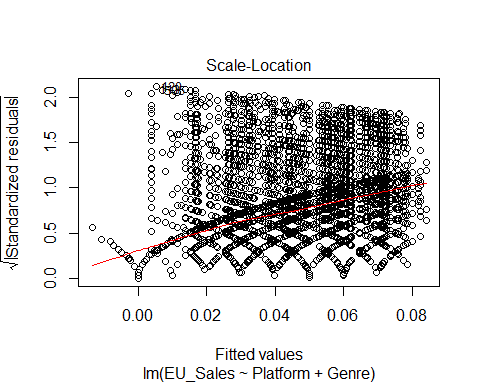 Scale-Location
√|Standardized residuals|
2.0
1.5
1.0
0.5
0.0
0.00
0.02
0.04
0.06
0.08
Fitted values
lm(EU_Sales ~ Platform + Genre)